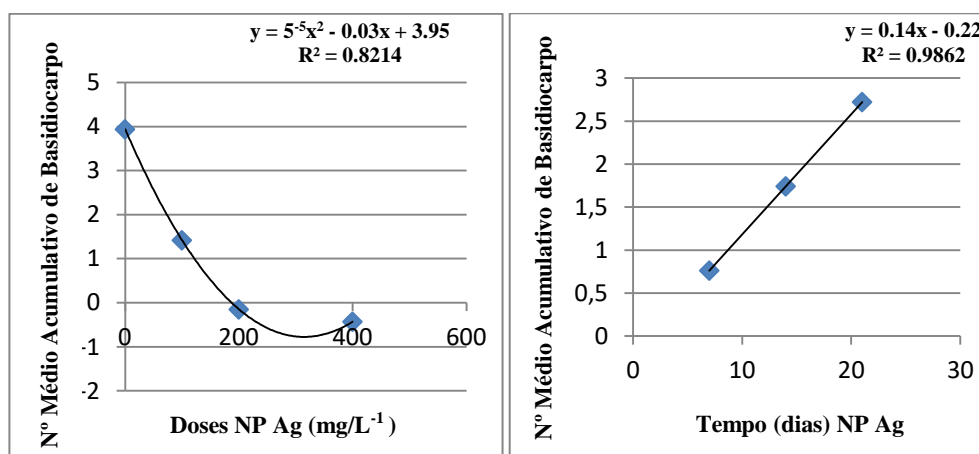 y = 5⁻⁵x² - 0.03x + 3.95
R² = 0.8214
Nº Médio Acumulativo de Basidiocarpo
5
4
3
2
1
0
-1
-2
0 200 400 600
Doses NP Ag (mg/L⁻¹ )
y = 0.14x - 0.22
R² = 0.9862
Nº Médio Acumulativo de Basidiocarpo
3
2,5
2
1,5
1
0,5
0
0 10 20 30
Tempo (dias) NP Ag